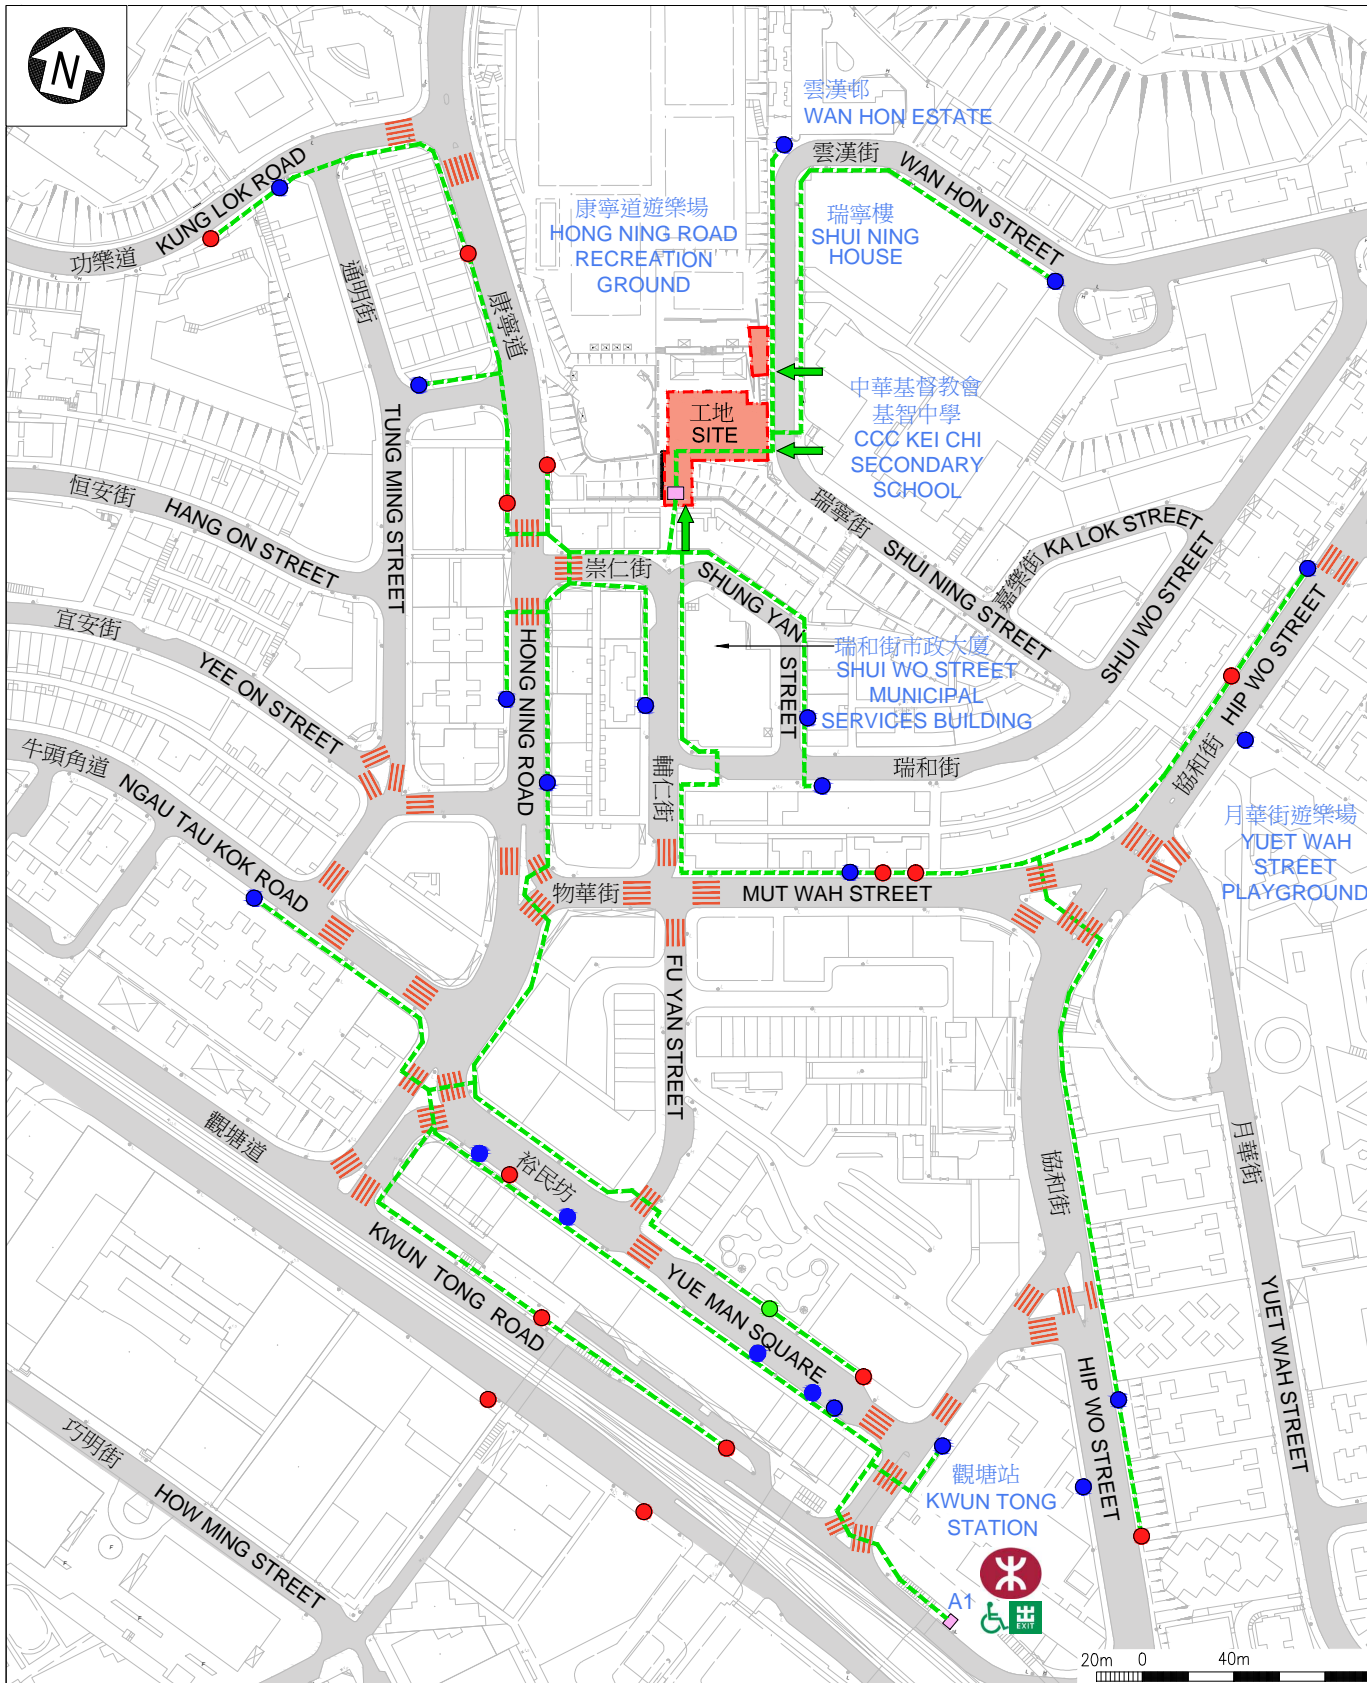 N
雲漢邨
WAN HON ESTATE
雲漢街
WAN HON STREET
KUNG LOK ROAD
功樂道
通明街
康寧道
康寧道遊樂場
HONG NING ROAD
RECREATION
GROUND
瑞寧樓
SHUI NING
HOUSE
工地
SITE
中華基督教會
基智中學
CCC KEI CHI
SECONDARY
SCHOOL
TUNG MING STREET
恒安街
HANG ON STREET
瑞寧街
SHUI NING STREET
嘉樂街
KA LOK STREET
SHUI WO STREET
崇仁街
SHUNG YAN
STREET
宜安街
YEE ON STREET
HONG NING ROAD
瑞和街市政大廈
SHUI WO STREET
MUNICIPAL
SERVICES BUILDING
HIP WO STREET
協和街
牛頭角道
NGAU TAU KOK ROAD
輔仁街
瑞和街
月華街遊樂場
YUET WAH
STREET
PLAYGROUND
物華街
MUT WAH STREET
FU YAN STREET
觀塘道
裕民坊
協和街
月華街
KWUN TONG ROAD
YUE MAN SQUARE
YUET WAH STREET
HIP WO STREET
巧明街
HOW MING STREET
觀塘站
KWUN TONG
STATION
A1
出
EXIT
20m 0 40m